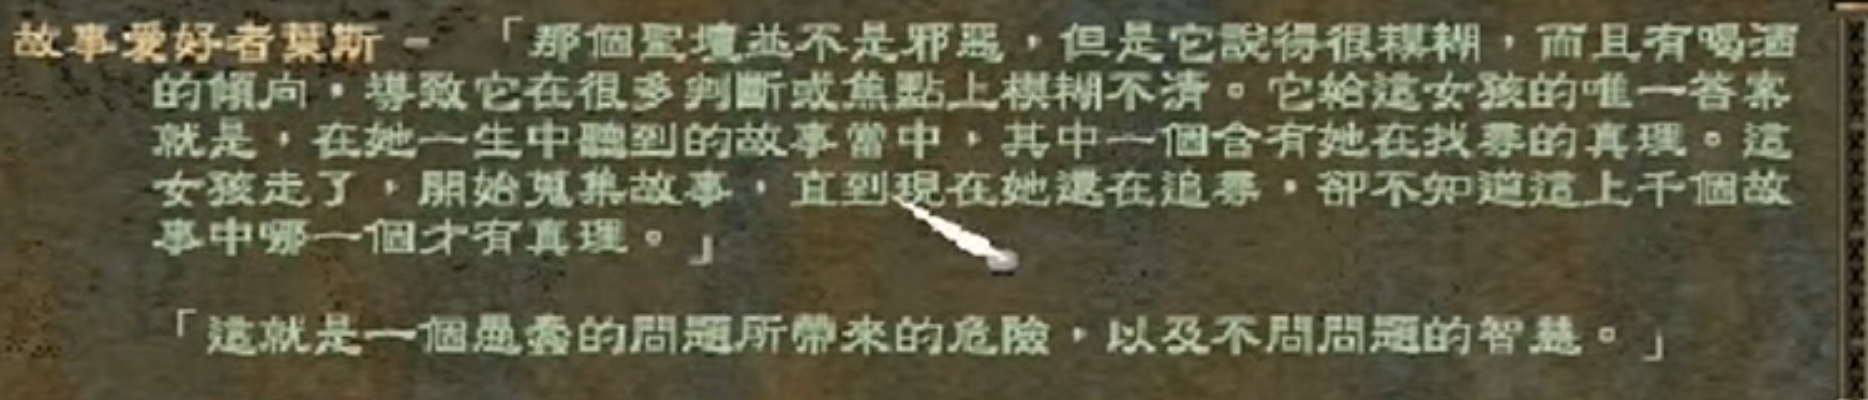 故事愛好者葉斯 - 「那個聖壇並不是邪惡，但是它說得很模糊，而且有喝酒
的傾向，導致它在很多判斷或焦點上模糊不清。它給這女孩的唯一答案
就是，在她一生中聽到的故事當中，其中一個含有她在找尋的真理。這
女孩走了，開始蒐集故事，直到現在她還在追尋，卻不知道這上千個故
事中哪一個才有真理。」
「這就是一個愚蠢的問題所帶來的危險，以及不問問題的智慧。」